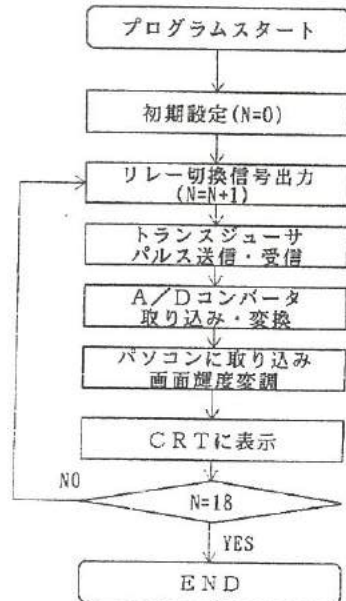 プログラムスタート
初期設定(N=0)
リレー切換信号出力
(N=N+1)
トランスジューサ
パルス送信・受信
A/Dコンバータ
取り込み・変換
パソコンに取り込み
画面輝度変調
CRTに表示
NO
N=18
YES
END